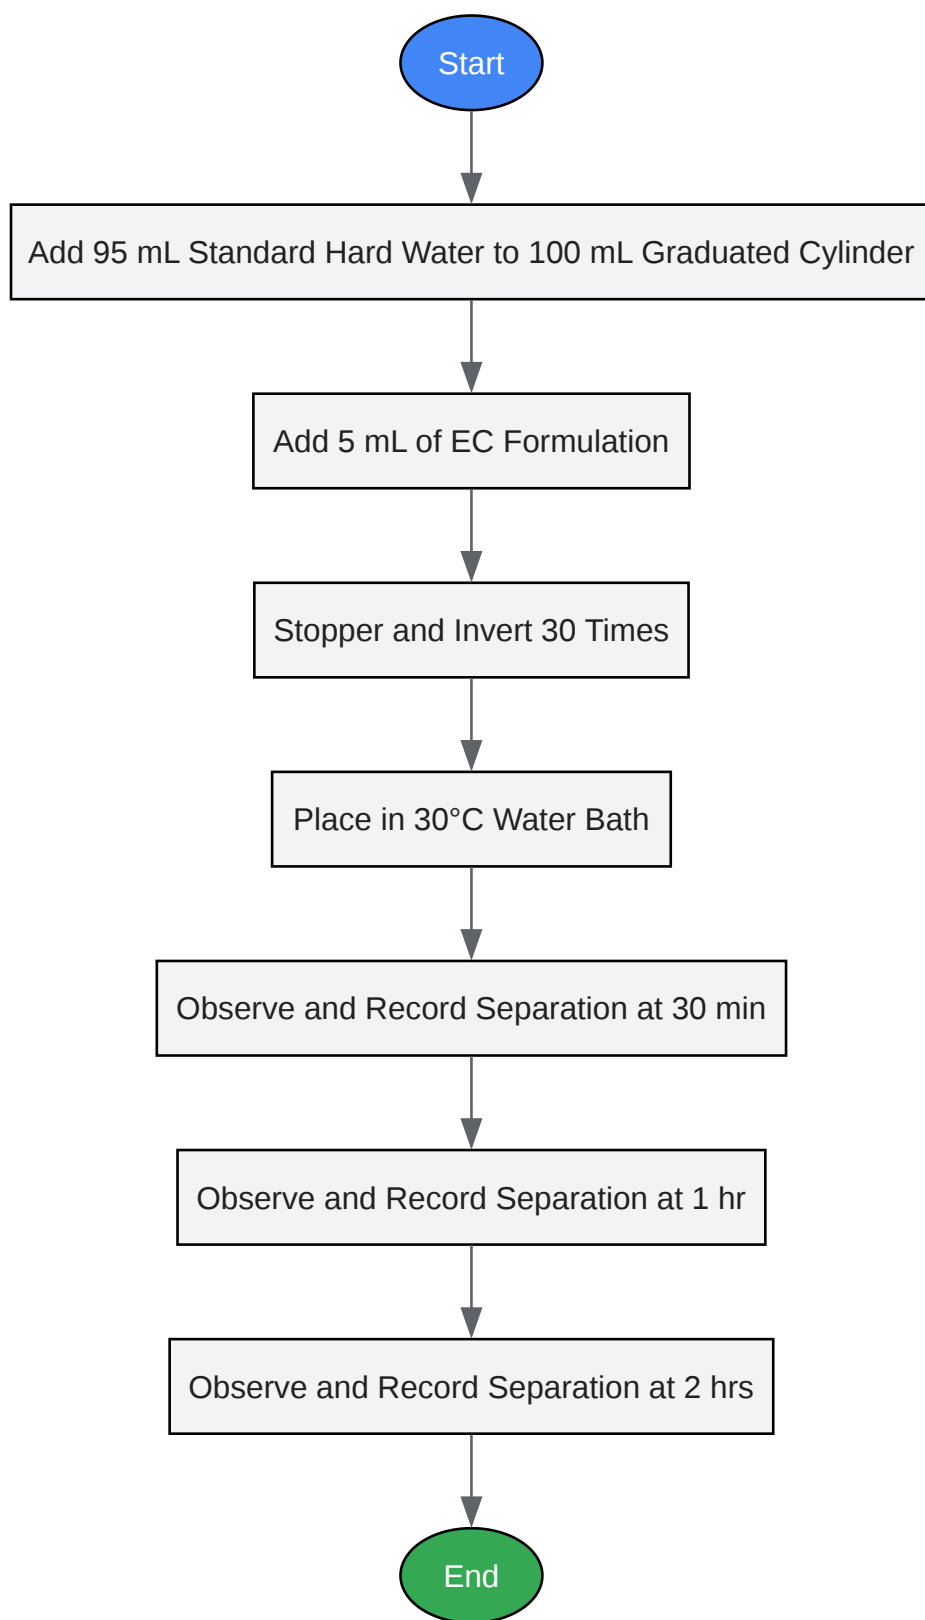 Start
Add 95 mL Standard Hard Water to 100 mL Graduated Cylinder
Add 5 mL of EC Formulation
Stopper and Invert 30 Times
Place in 30°C Water Bath
Observe and Record Separation at 30 min
Observe and Record Separation at 1 hr
Observe and Record Separation at 2 hrs
End